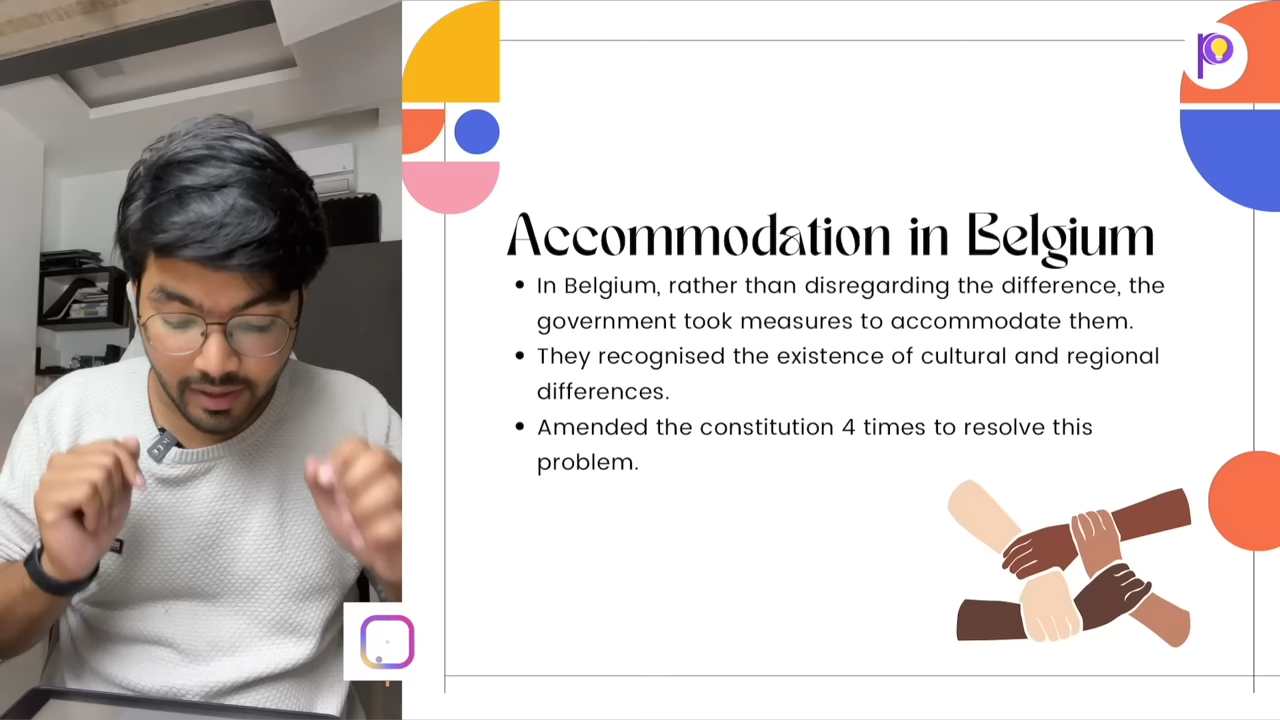 Accommodation in Belgium
• In Belgium, rather than disregarding the difference, the
government took measures to accommodate them.
• They recognised the existence of cultural and regional
differences.
• Amended the constitution 4 times to resolve this
problem.